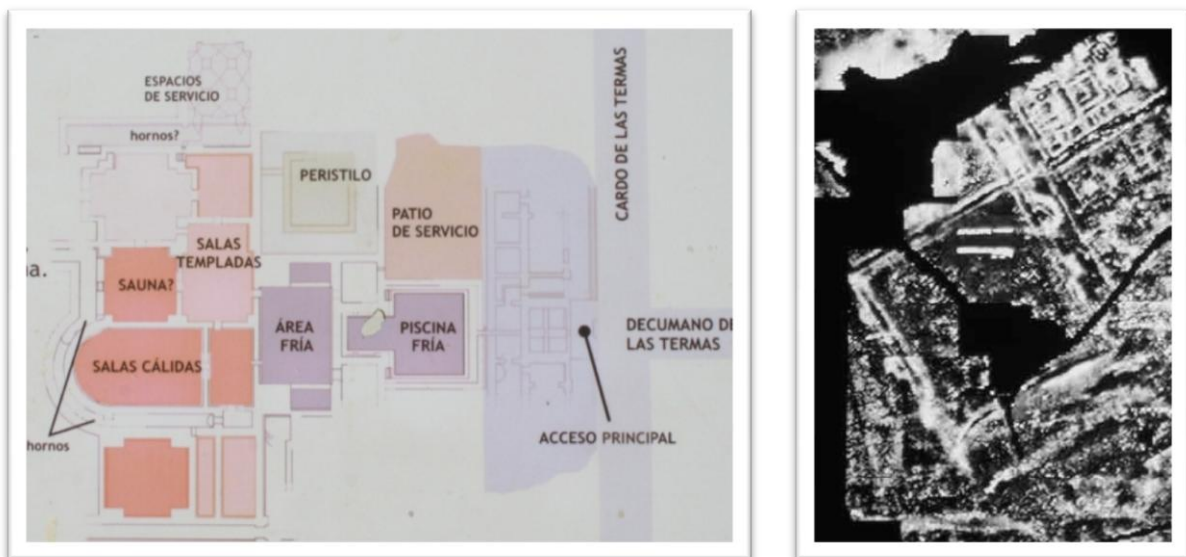 ESPACIOS
DE SERVICIO
hornos?
PERISTILO
PATIO
DE SERVICIO
CARDO DE LAS TERMAS
SALAS
TEMPLADAS
a.
SAUNA?
ÁREA
FRÍA
PISCINA
FRÍA
DECUMANO DE
LAS TERMAS
SALAS CÁLIDAS
ACCESO PRINCIPAL
hornos